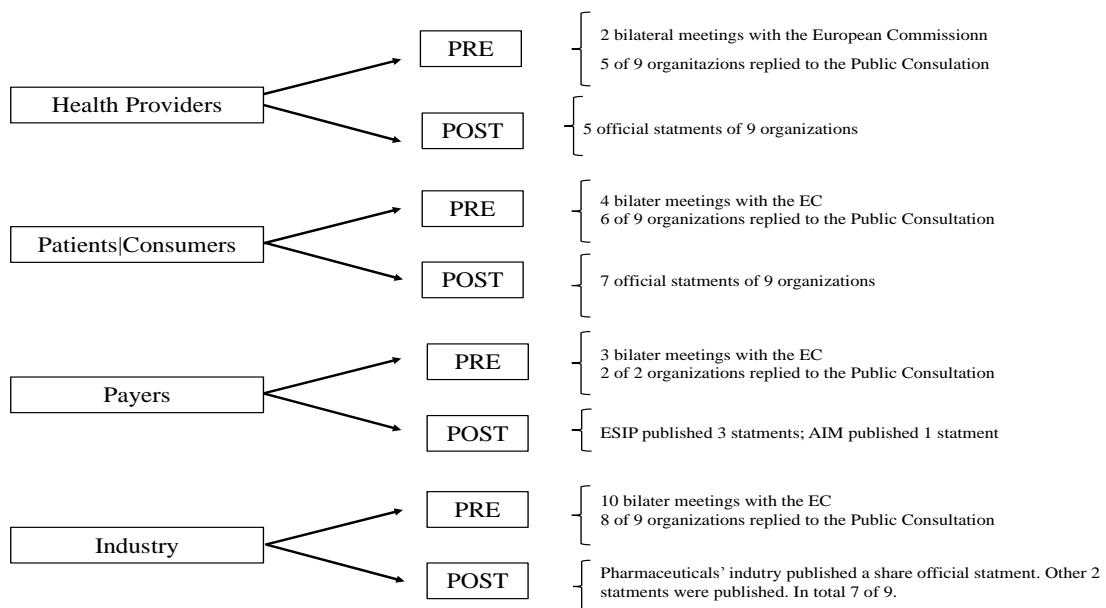 PRE
2 bilateral meetings with the European Commissionn
5 of 9 organitazions replied to the Public Consulation
Health Providers
POST
5 official statments of 9 organizations
PRE
4 bilater meetings with the EC
6 of 9 organizations replied to the Public Consultation
Patients|Consumers
POST
7 official statments of 9 organizations
PRE
3 bilater meetings with the EC
2 of 2 organizations replied to the Public Consultation
Payers
POST
ESIP published 3 statments; AIM published 1 statment
PRE
10 bilater meetings with the EC
8 of 9 organizations replied to the Public Consultation
Industry
POST
Pharmaceuticals’ indutry published a share official statment. Other 2
statments were published. In total 7 of 9.